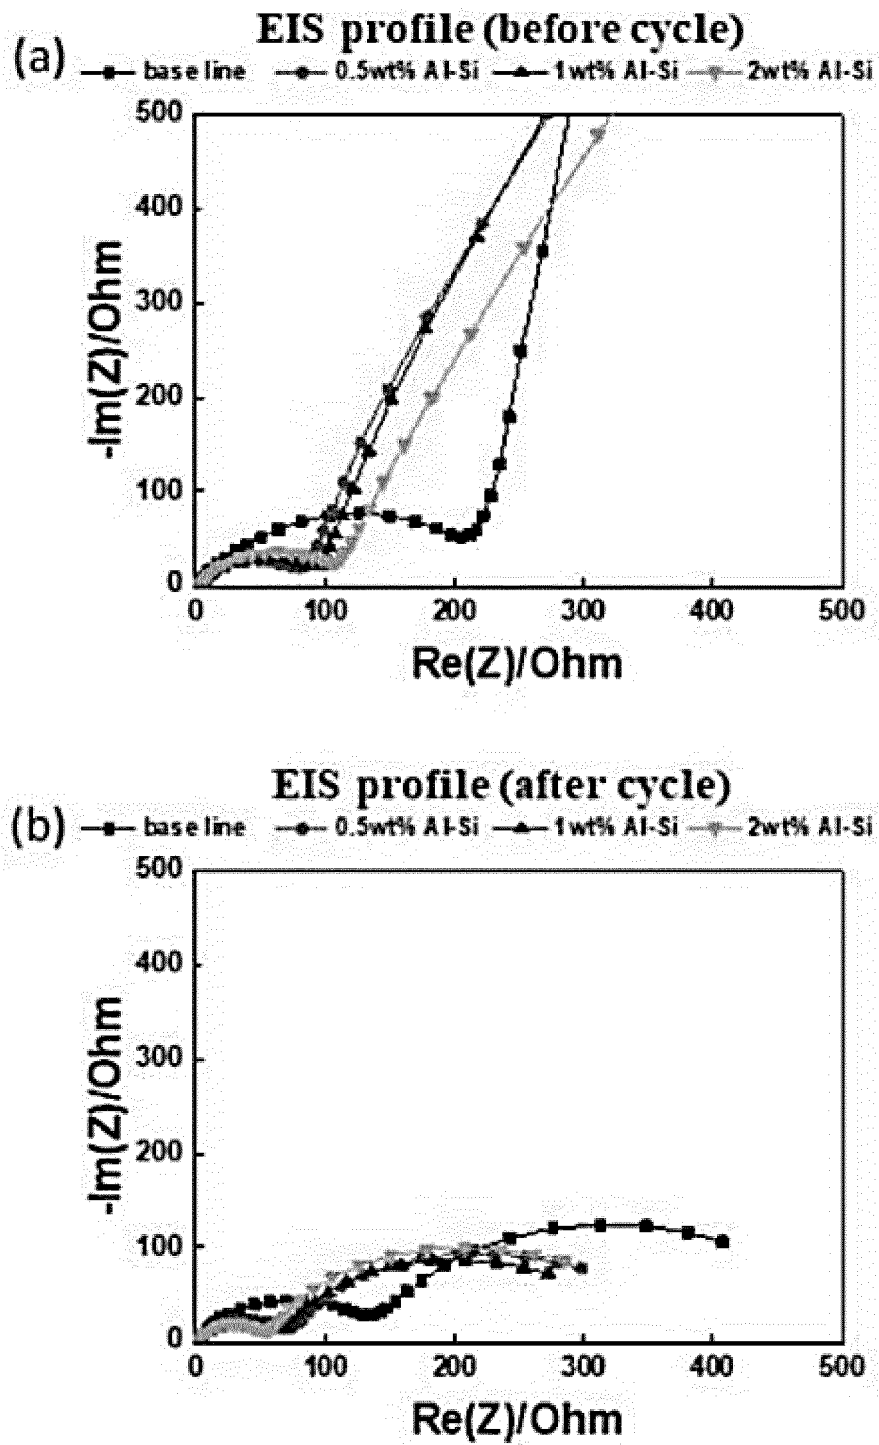 EIS profile (before cycle)
(a)
base line 0.5wt% Al-Si 1wt% Al-Si 2wt% Al-Si
500
400
300
200
100
0
-Im(Z)/Ohm
0 100 200 300 400 500
Re(Z)/Ohm
EIS profile (after cycle)
(b)
base line 0.5wt% Al-Si 1wt% Al-Si 2wt% Al-Si
500
400
300
200
100
0
-Im(Z)/Ohm
0 100 200 300 400 500
Re(Z)/Ohm